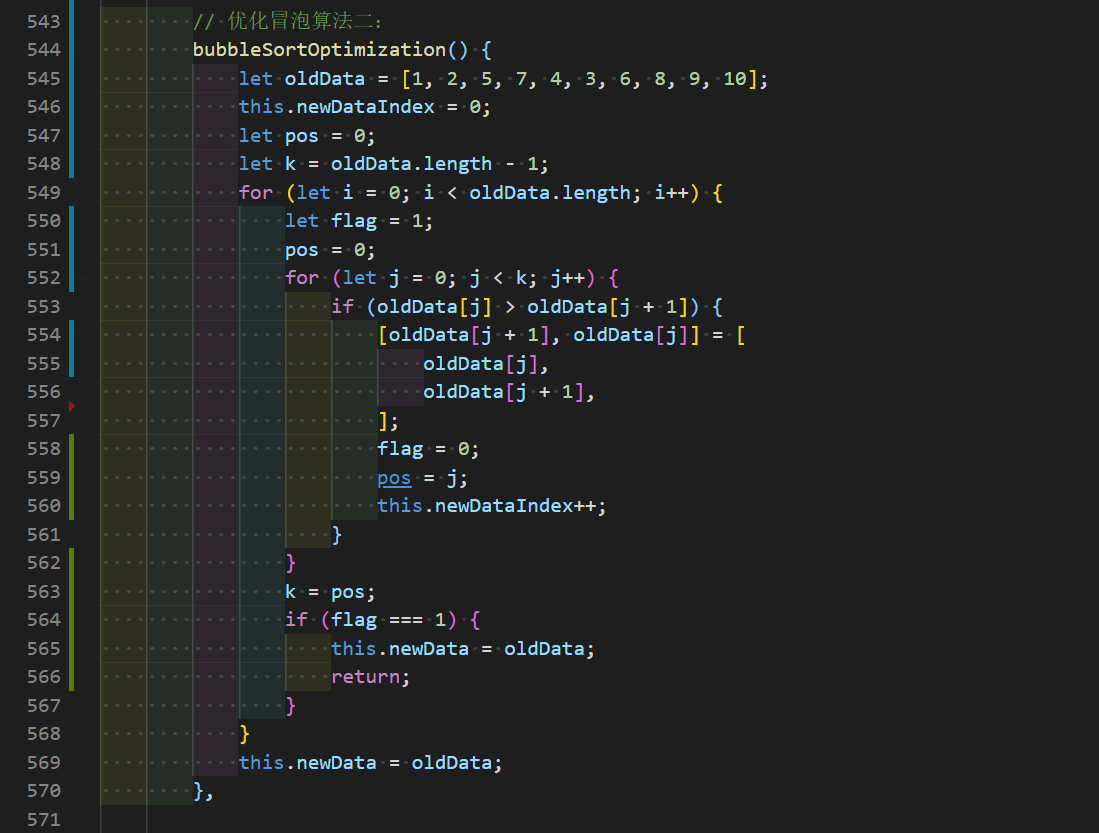 543 // 优化冒泡算法二：
544 bubbleSortOptimization() {
545 let oldData = [1, 2, 5, 7, 4, 3, 6, 8, 9, 10];
546 this.newDataIndex = 0;
547 let pos = 0;
548 let k = oldData.length - 1;
549 for (let i = 0; i < oldData.length; i++) {
550 let flag = 1;
551 pos = 0;
552 for (let j = 0; j < k; j++) {
553 if (oldData[j] > oldData[j + 1]) {
554 [oldData[j + 1], oldData[j]] = [
555 oldData[j],
556 oldData[j + 1],
557 ];
558 flag = 0;
559 pos = j;
560 this.newDataIndex++;
561 }
562 }
563 k = pos;
564 if (flag === 1) {
565 this.newData = oldData;
566 return;
567 }
568 }
569 this.newData = oldData;
570 },
571